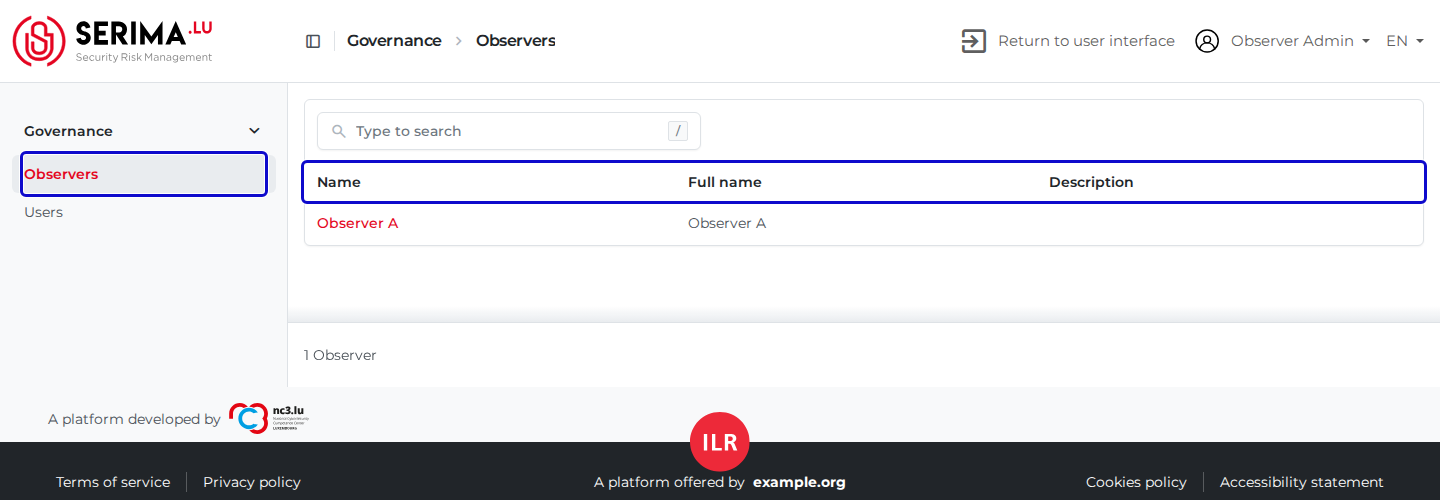 SERIMA.LU
Security Risk Management
Governance > Observers
Return to user interface
Observer Admin
EN
Governance
Observers
Users
Type to search /
Name Full name Description
Observer A Observer A
1 Observer
A platform developed by
nc3.lu
LUXEMBOURG
ILR
Terms of service
Privacy policy
A platform offered by example.org
Cookies policy
Accessibility statement